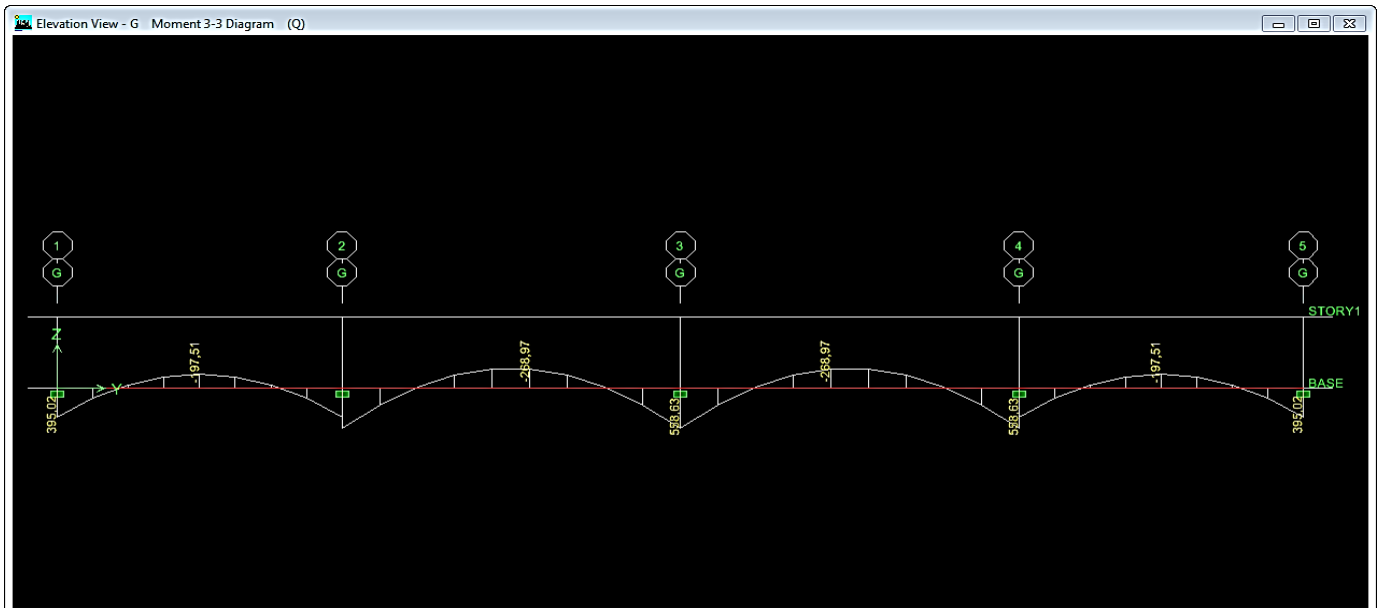 Elevation View - G Moment 3-3 Diagram (Q)
1 2 3 4 5
G G G G G
STORY1
Z
-197,51 -268,97 -268,97 -197,51
Y BASE
395,02 395,02